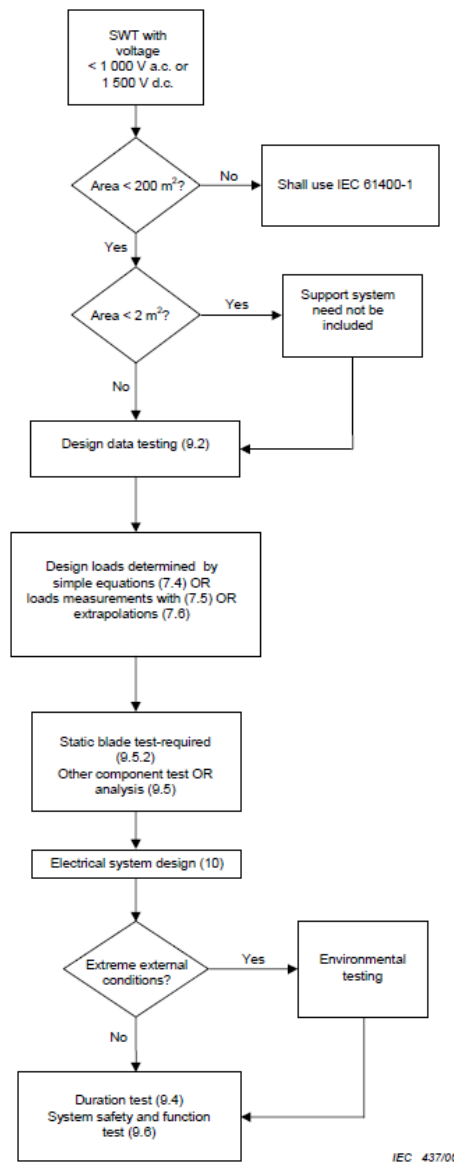 SWT with
voltage
< 1 000 V a.c. or
1 500 V d.c.
Area < 200 m²?
No
Shall use IEC 61400-1
Yes
Area < 2 m²?
Yes
Support system
need not be
included
No
Design data testing (9.2)
Design loads determined by
simple equations (7.4) OR
loads measurements with (7.5) OR
extrapolations (7.6)
Static blade test-required
(9.5.2)
Other component test OR
analysis (9.5)
Electrical system design (10)
Extreme external
conditions?
Yes
Environmental
testing
No
Duration test (9.4)
System safety and function
test (9.6)
IEC 437/06